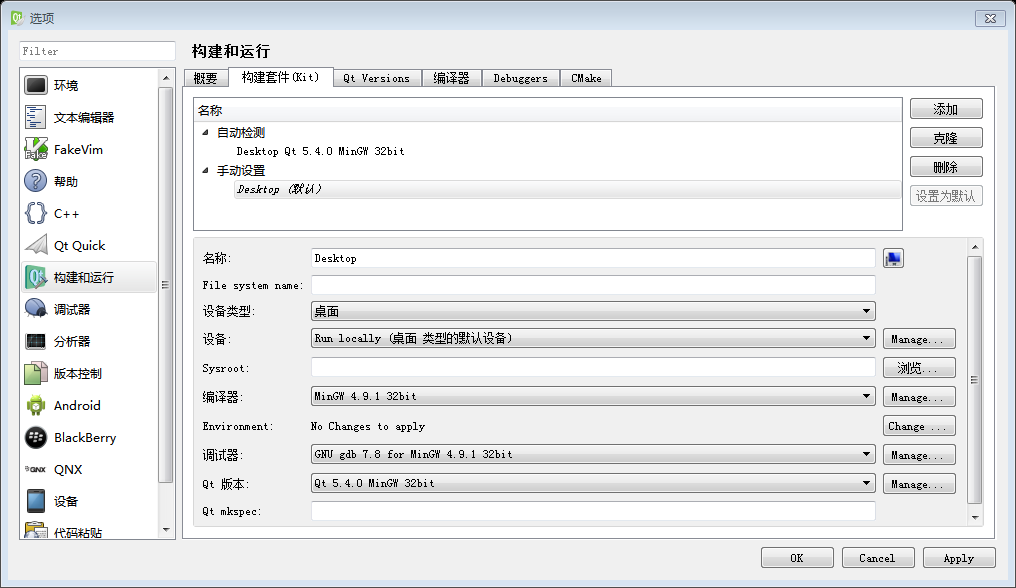 选项
Filter
环境
文本编辑器
FakeVim
帮助
C++
Qt Quick
构建和运行
调试器
分析器
版本控制
Android
BlackBerry
QNX
设备
代码粘贴
构建和运行
概要 构建套件(Kit) Qt Versions 编译器 Debuggers CMake
名称
自动检测
Desktop Qt 5.4.0 MinGW 32bit
手动设置
Desktop (默认)
添加
克隆
删除
设置为默认
名称: Desktop
File system name:
设备类型: 桌面
设备: Run locally (桌面 类型的默认设备) Manage...
Sysroot: 浏览...
编译器: MinGW 4.9.1 32bit Manage...
Environment: No Changes to apply Change ...
调试器: GNU gdb 7.8 for MinGW 4.9.1 32bit Manage...
Qt 版本: Qt 5.4.0 MinGW 32bit Manage...
Qt mkspec:
OK Cancel Apply